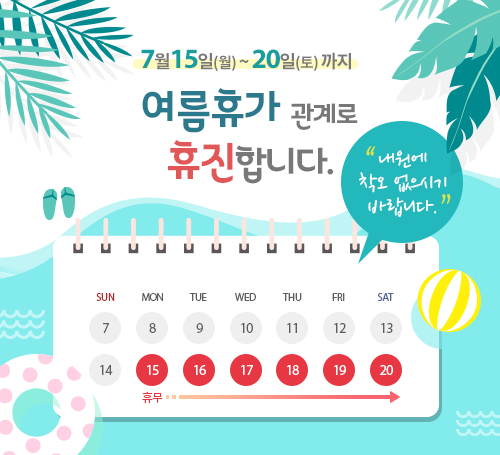 7월15일(월) ~ 20일(토) 까지
여름휴가 관계로
휴진합니다.
“ 내원에
착오 없으시기
바랍니다. ”
SUN MON TUE WED THU FRI SAT
7 8 9 10 11 12 13
14 15 16 17 18 19 20
휴무